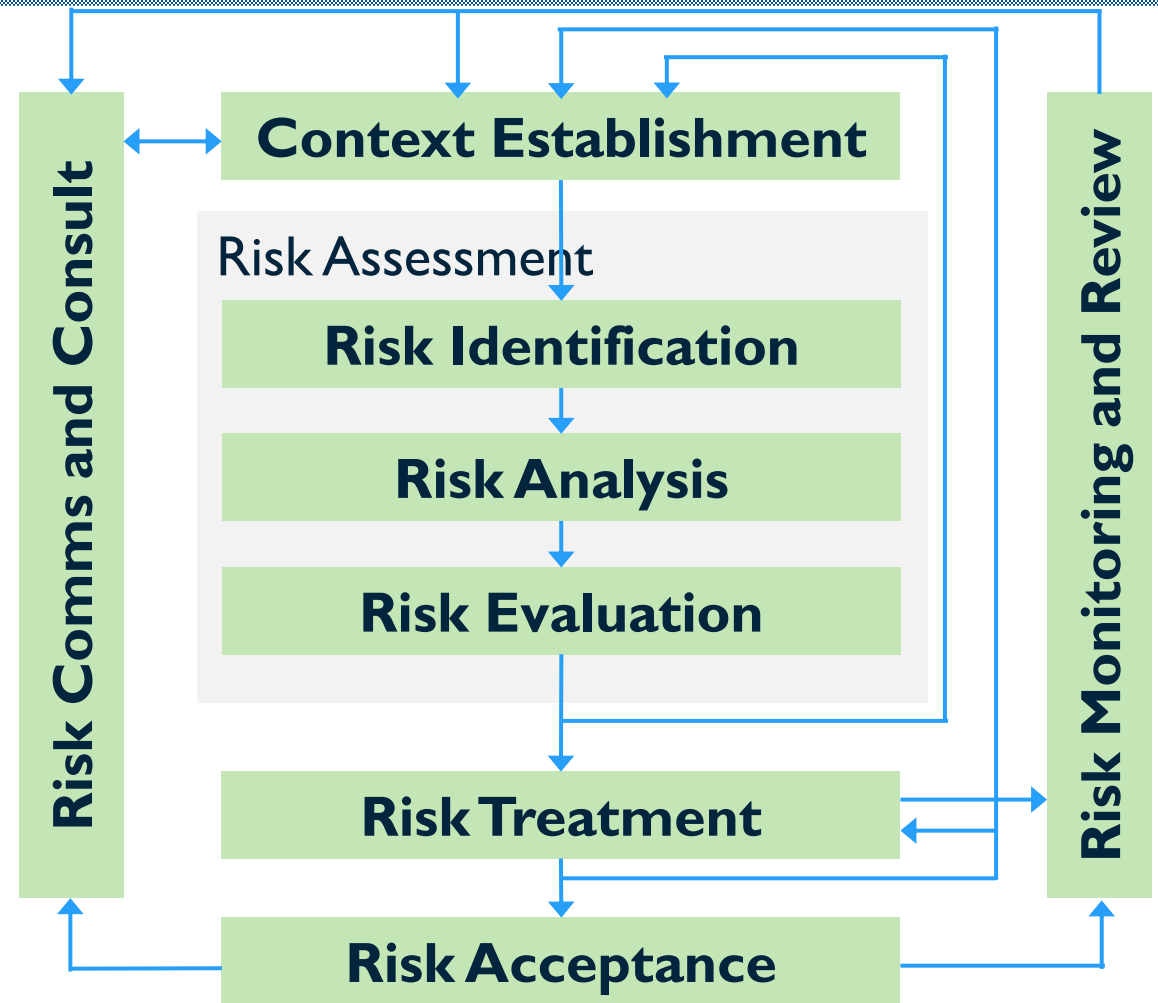 Context Establishment
Risk Assessment
Risk Identification
Risk Analysis
Risk Evaluation
Risk Treatment
Risk Acceptance
Risk Comms and Consult
Risk Monitoring and Review